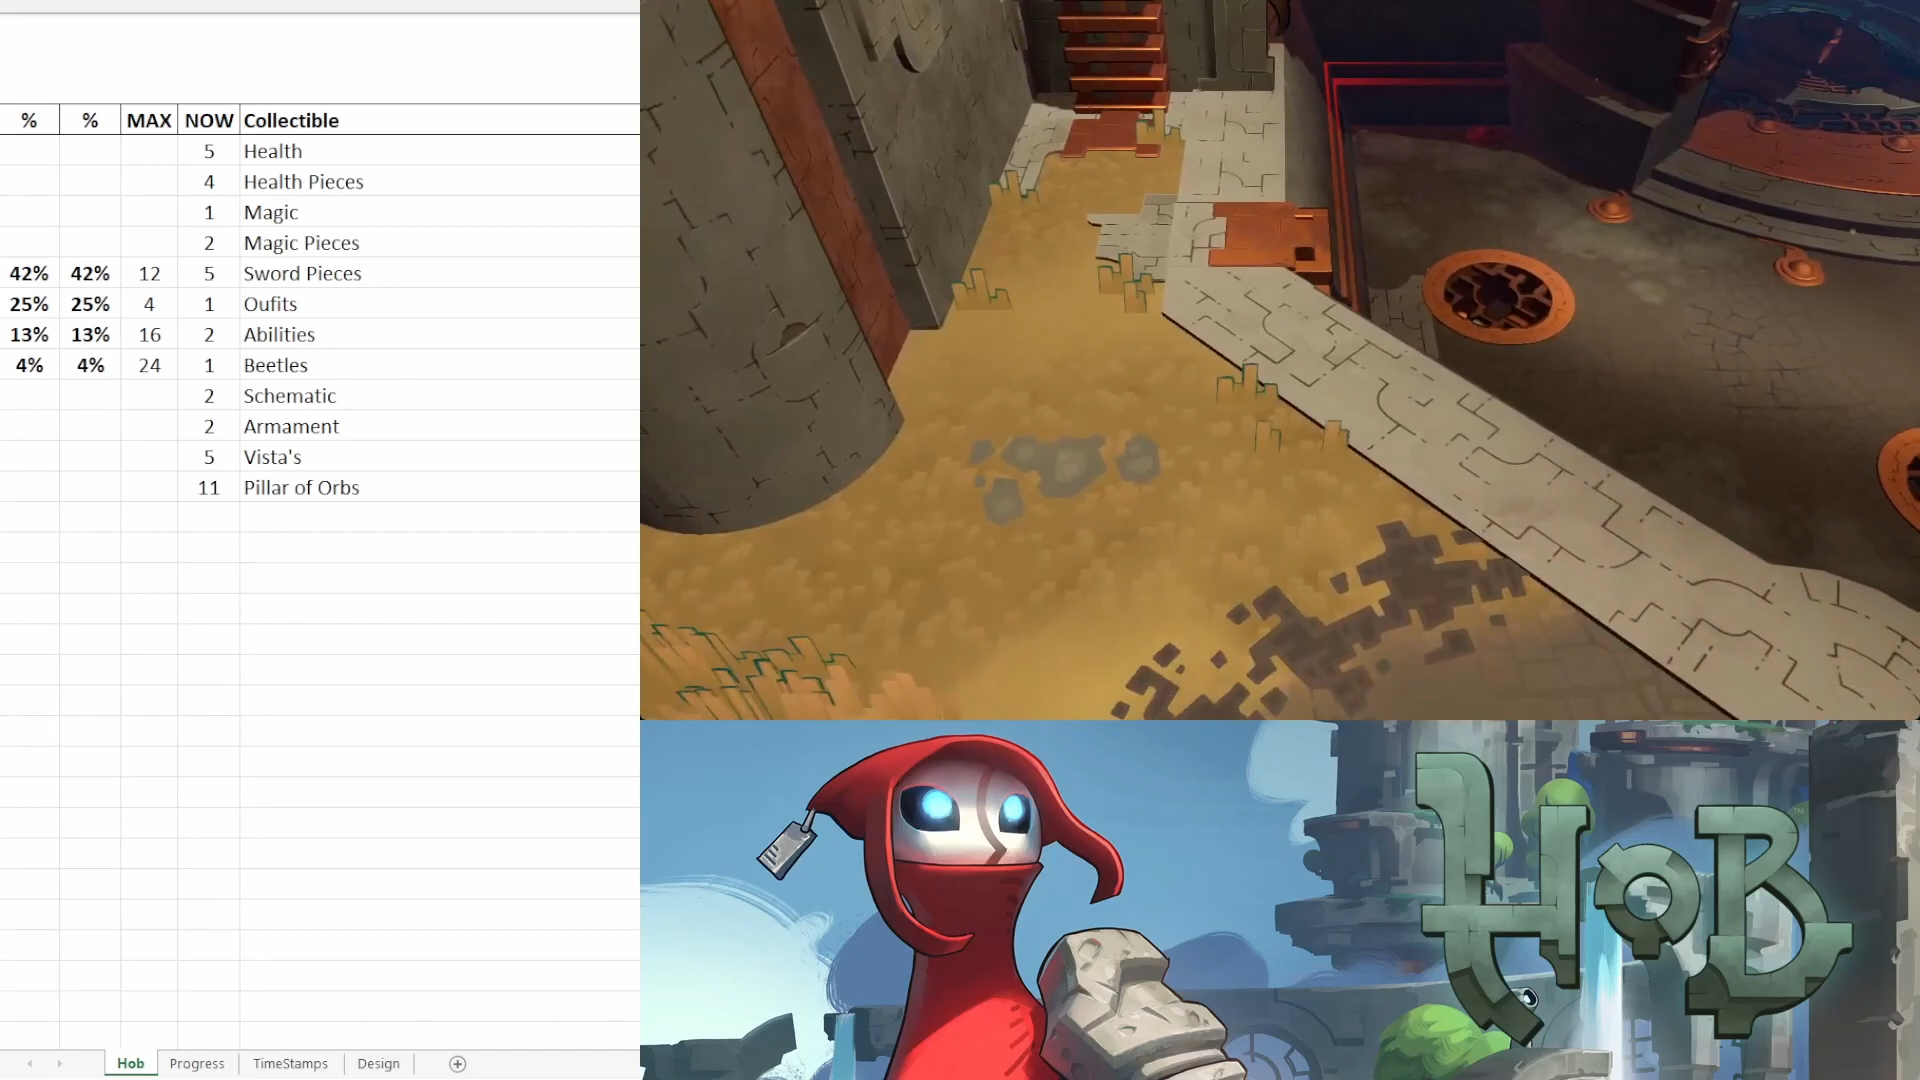 % % MAX NOW Collectible
5 Health
4 Health Pieces
1 Magic
2 Magic Pieces
42% 42% 12 5 Sword Pieces
25% 25% 4 1 Oufits
13% 13% 16 2 Abilities
4% 4% 24 1 Beetles
2 Schematic
2 Armament
5 Vista's
11 Pillar of Orbs
HOB
TM
Hob Progress TimeStamps Design